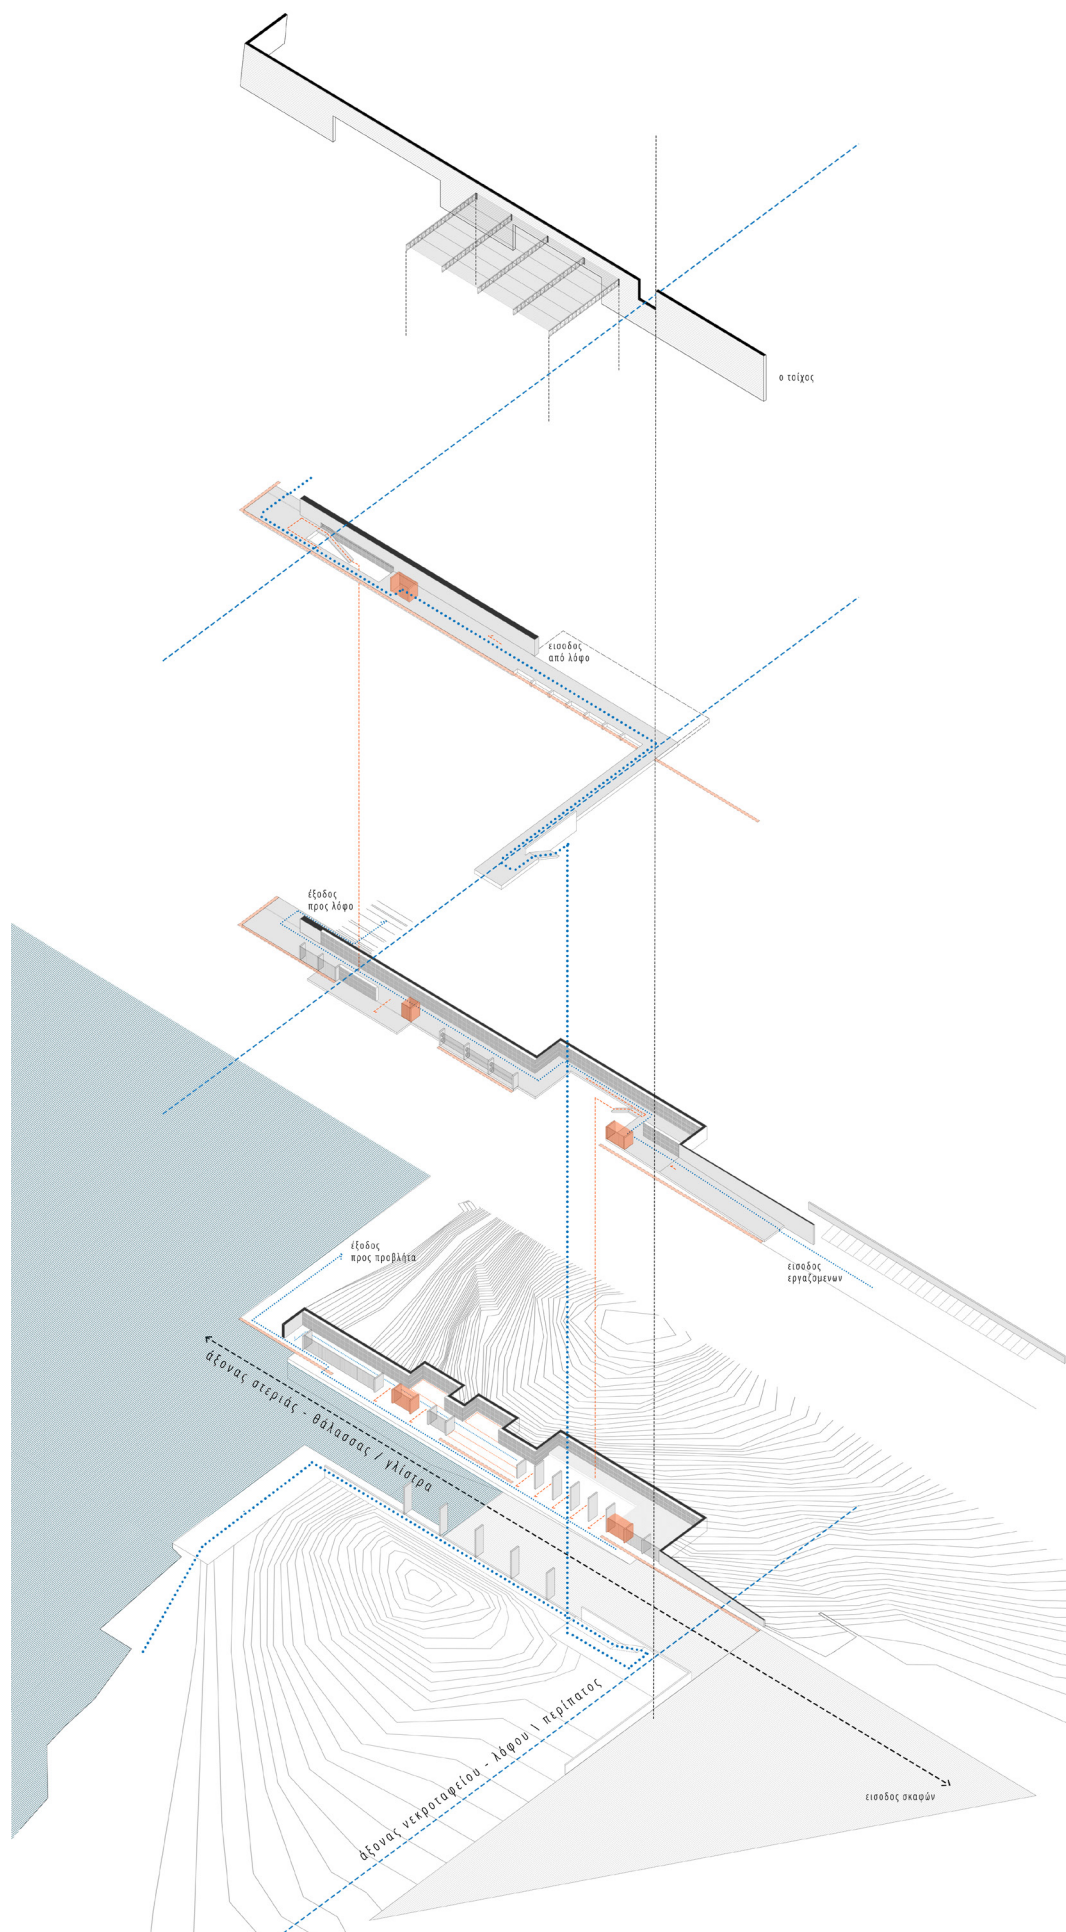 ο τοίχος
εισοδος
από λόφο
έξοδος
προς λόφο
έξοδος
προς προβλήτα
εισοδος
εργαζομενων
άξονας στεριάς - θάλασσας / γλίστρα
άξονας νεκροταφείου - λόφου \ περίπατος
εισοδος σκαφών